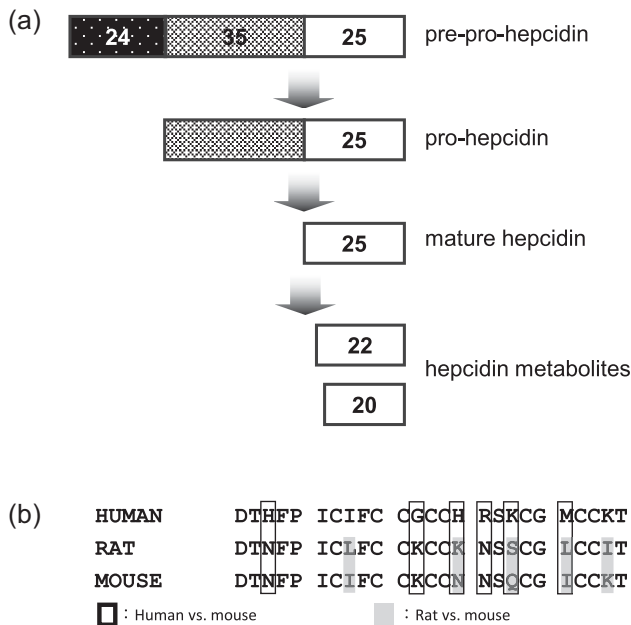 (a)
24 35 25 pre-pro-hepcidin
25 pro-hepcidin
25 mature hepcidin
22
hepcidin metabolites
20
(b)
HUMAN DTHFP ICIFC CGCCH RSKCG MCCKT
RAT DTNFP ICLFC CKCCK NSSCG LCCIT
MOUSE DTNFP ICIFC CKCCN NSQCG ICCKT
: Human vs. mouse : Rat vs. mouse